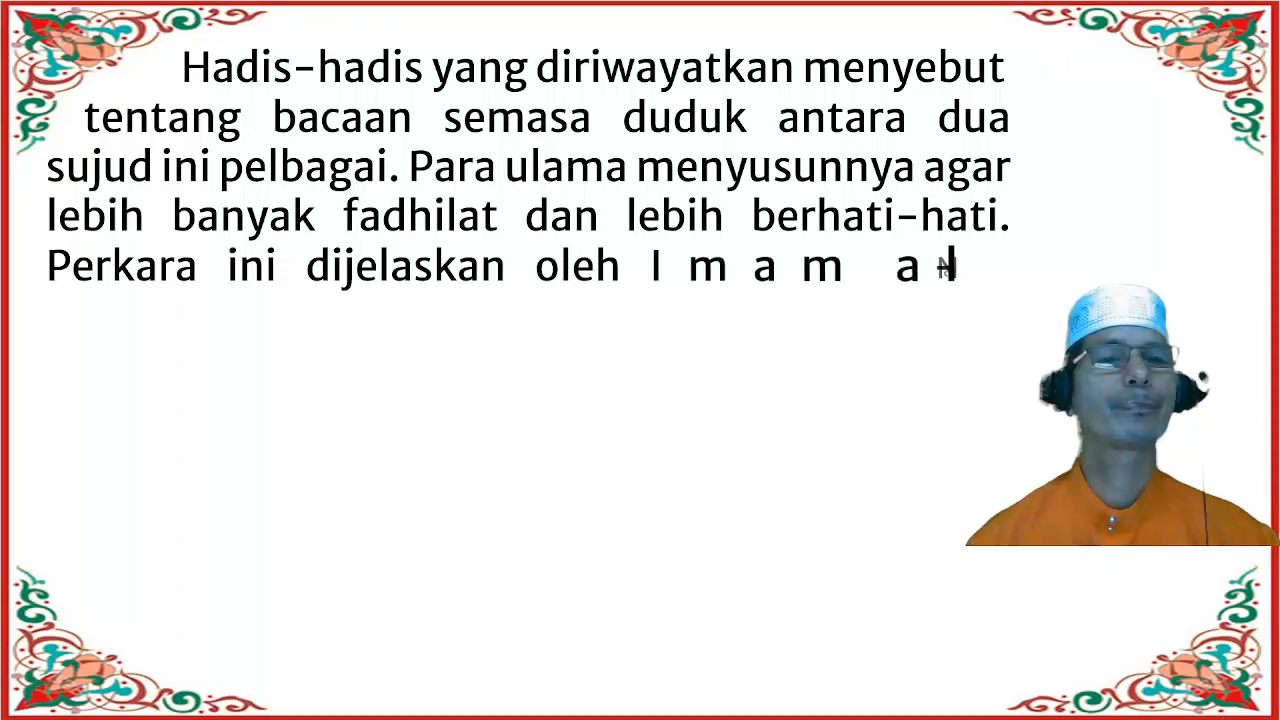 Hadis-hadis yang diriwayatkan menyebut
tentang bacaan semasa duduk antara dua
sujud ini pelbagai. Para ulama menyusunnya agar
lebih banyak fadhilat dan lebih berhati-hati.
Perkara ini dijelaskan oleh Imam